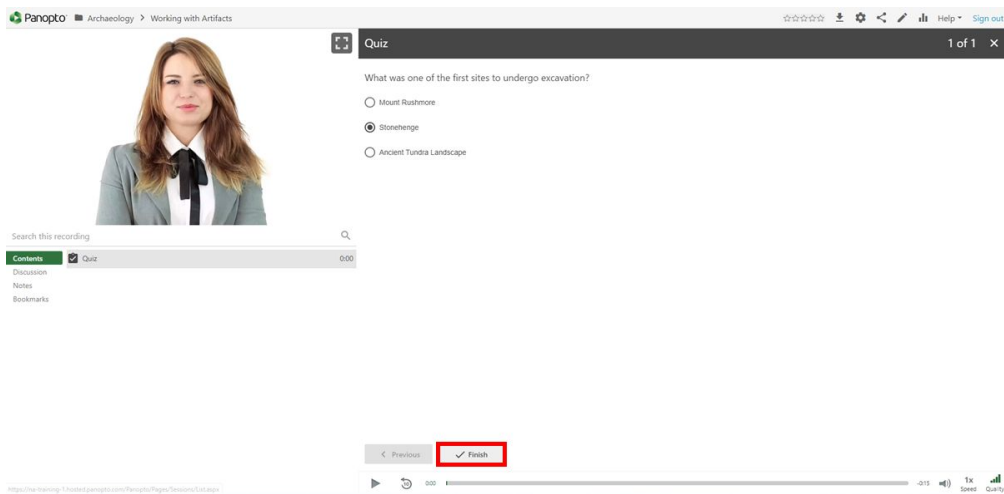 Panopto Archaeology > Working with Artifacts Help Sign out
Quiz 1 of 1
What was one of the first sites to undergo excavation?
Mount Rushmore
Stonehenge
Ancient Tundra Landscape
Search this recording
Contents Quiz 0:00
Discussion
Notes
Bookmarks
Previous Finish
10 0:00 -0:15 1x
Speed Quality